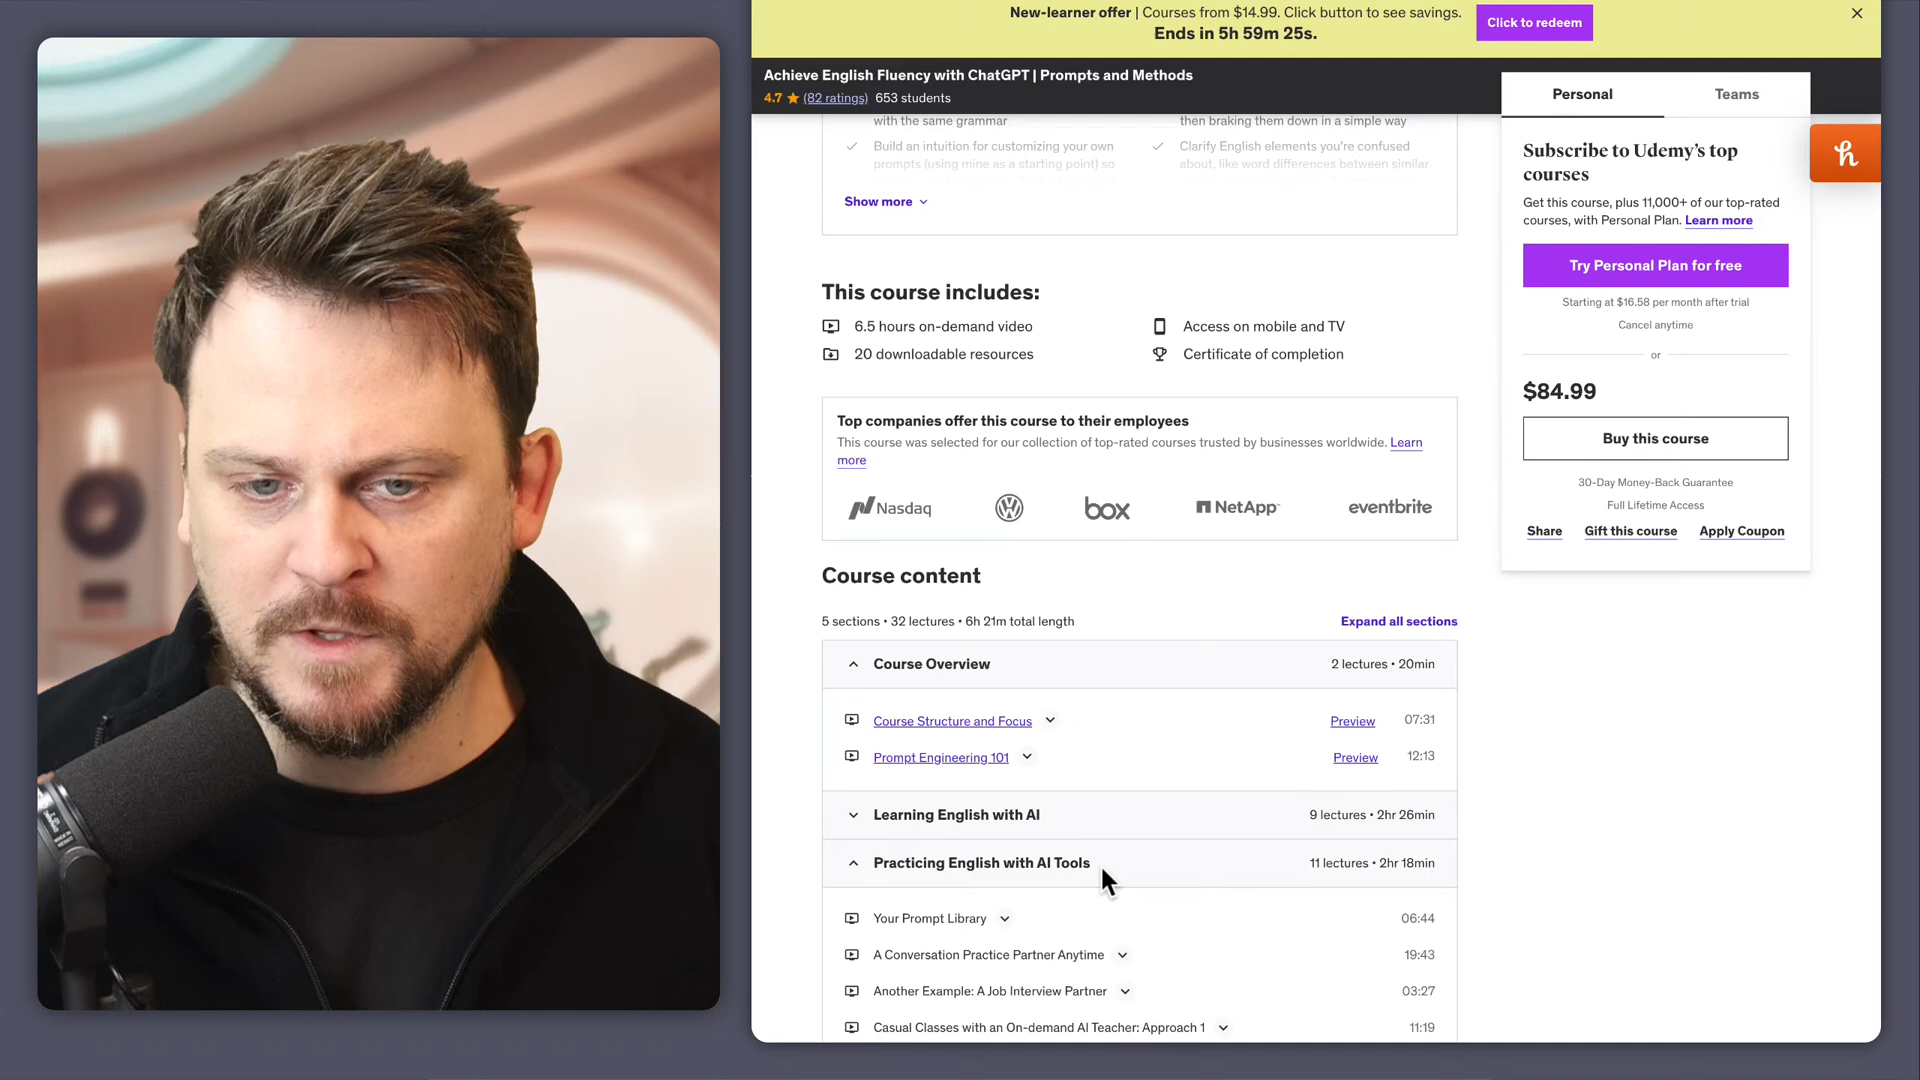 New-learner offer | Courses from $14.99. Click button to see savings.
Ends in 5h 59m 25s.
Click to redeem
Achieve English Fluency with ChatGPT | Prompts and Methods
4.7 (82 ratings) 653 students
with the same grammar
Build an intuition for customizing your own
prompts (using mine as a starting point) so
then braking them down in a simple way
Clarify English elements you're confused
about, like word differences between similar
Show more
This course includes:
6.5 hours on-demand video
20 downloadable resources
Access on mobile and TV
Certificate of completion
Top companies offer this course to their employees
This course was selected for our collection of top-rated courses trusted by businesses worldwide. Learn
more
Nasdaq
box
NetApp
eventbrite
Course content
5 sections • 32 lectures • 6h 21m total length
Expand all sections
Course Overview
2 lectures • 20min
Course Structure and Focus
Preview
07:31
Prompt Engineering 101
Preview
12:13
Learning English with AI
9 lectures • 2hr 26min
Practicing English with AI Tools
11 lectures • 2hr 18min
Your Prompt Library
06:44
A Conversation Practice Partner Anytime
19:43
Another Example: A Job Interview Partner
03:27
Casual Classes with an On-demand AI Teacher: Approach 1
11:19
Personal
Teams
Subscribe to Udemy's top
courses
Get this course, plus 11,000+ of our top-rated
courses, with Personal Plan. Learn more
Try Personal Plan for free
Starting at $16.58 per month after trial
Cancel anytime
or
$84.99
Buy this course
30-Day Money-Back Guarantee
Full Lifetime Access
Share
Gift this course
Apply Coupon